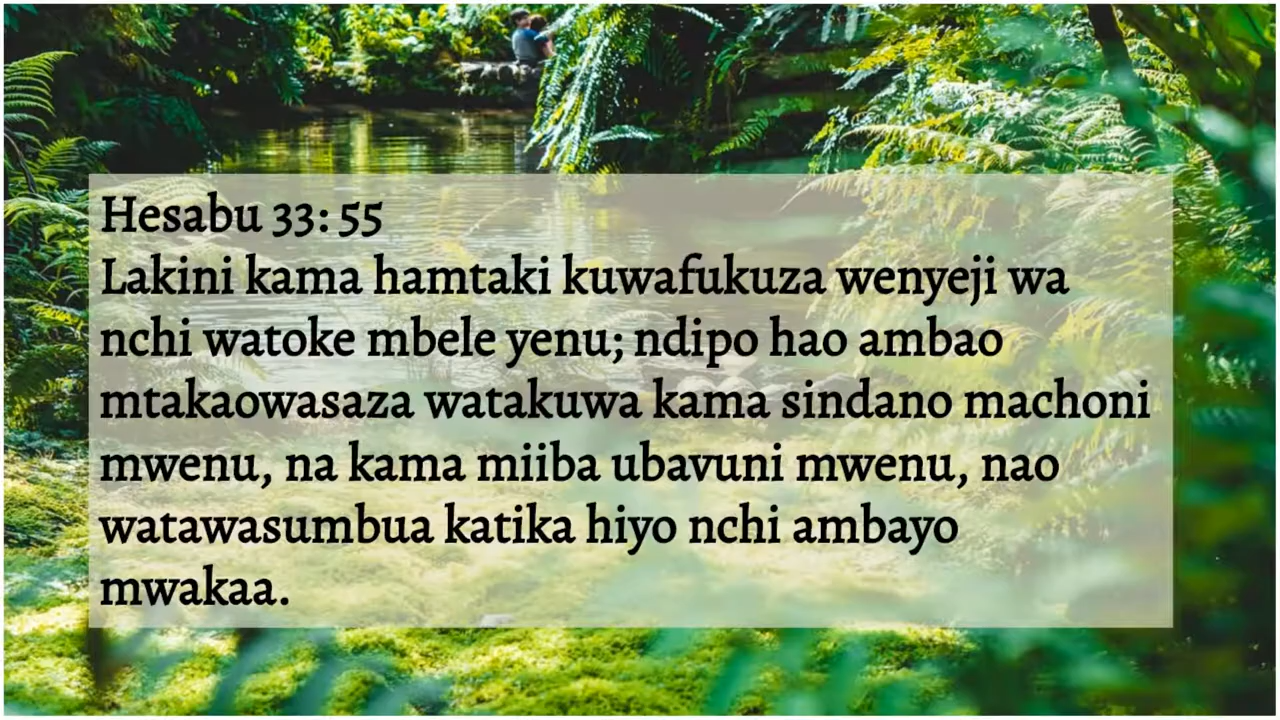 Hesabu 33: 55
Lakini kama hamtaki kuwafukuza wenyeji wa
nchi watoke mbele yenu; ndipo hao ambao
mtakaowasaza watakuwa kama sindano machoni
mwenu, na kama miiba ubavuni mwenu, nao
watawasumbua katika hiyo nchi ambayo
mwakaa.